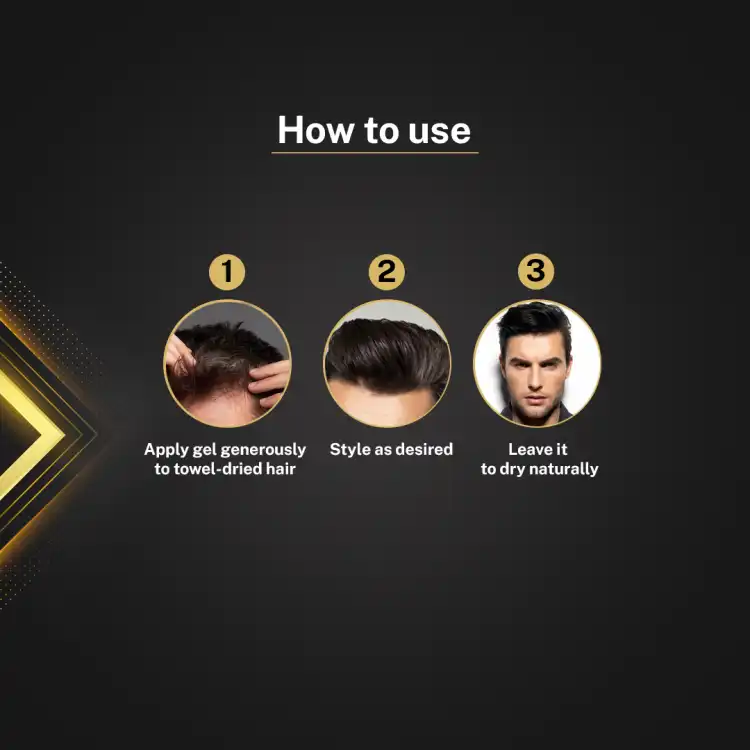 How to use
1
2
3
Apply gel generously
to towel-dried hair
Style as desired
Leave it
to dry naturally